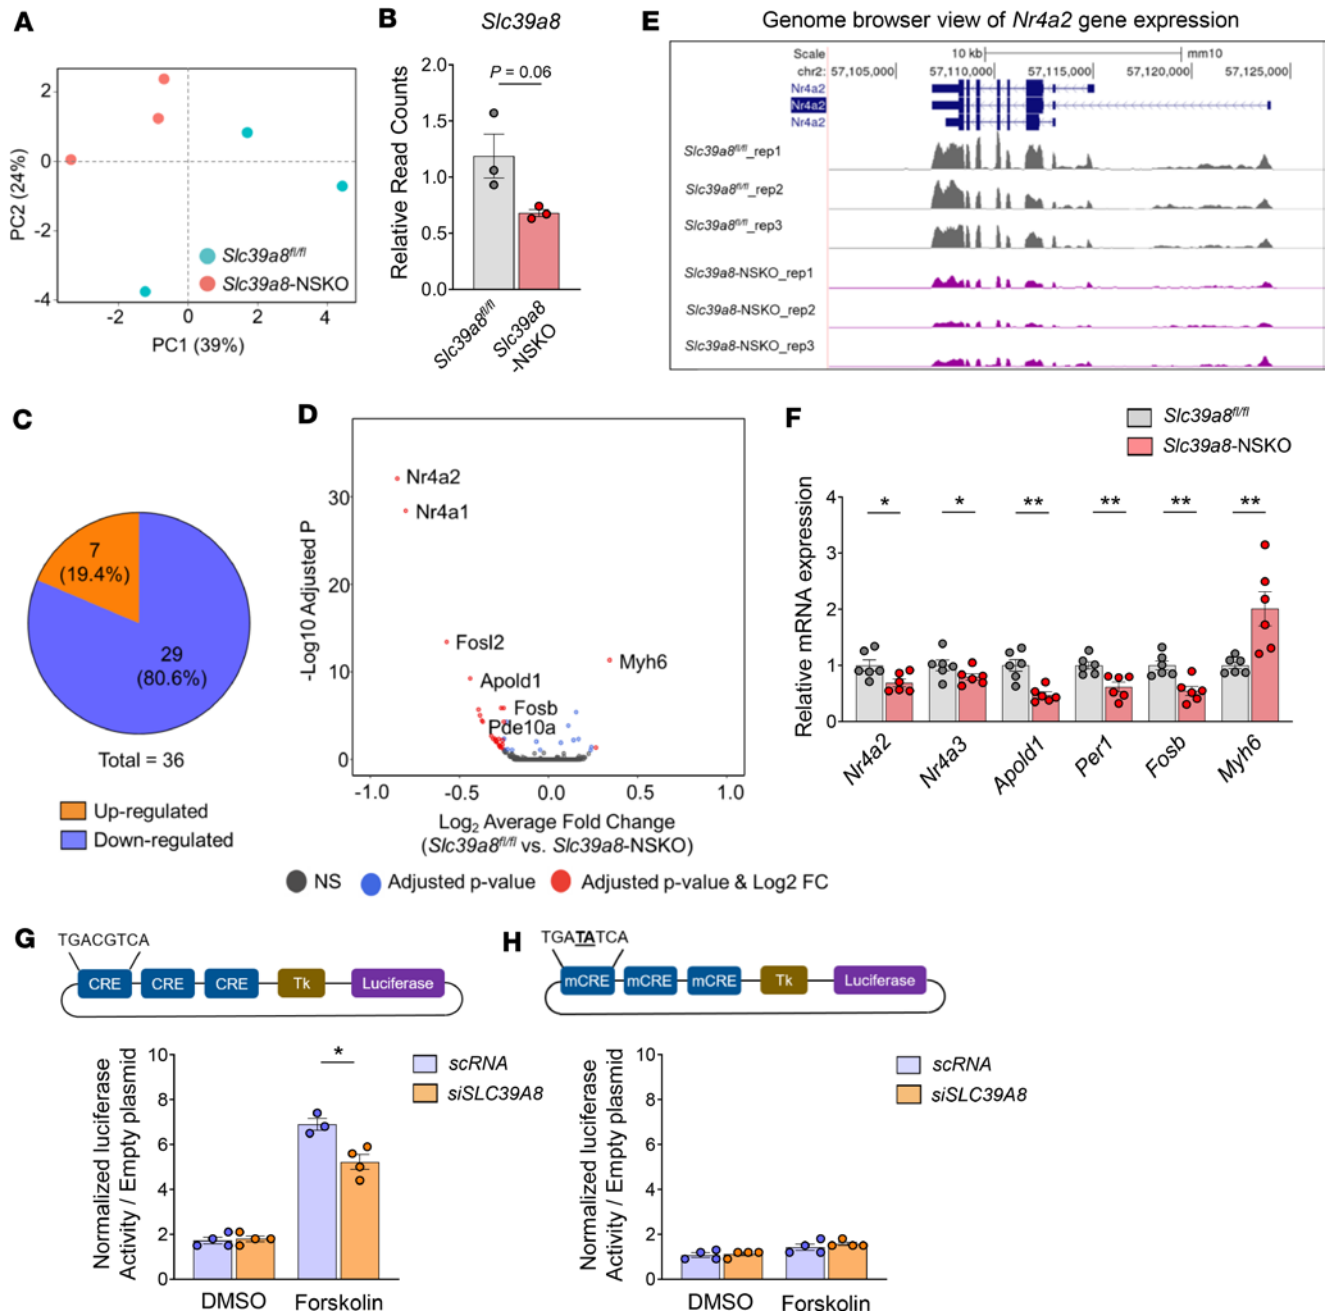 A
2
0
-2
-4
PC2 (24%)
-2
0
2
4
PC1 (39%)
Slc39a8fl/fl
Slc39a8-NSKO
B
Slc39a8
P = 0.06
2.0
1.5
1.0
0.5
0.0
Relative Read Counts
Slc39a8fl/fl
Slc39a8
-NSKO
E
Genome browser view of Nr4a2 gene expression
Scale
10 kb
mm10
chr2:
57,105,000
57,110,000
57,115,000
57,120,000
57,125,000
Nr4a2
Nr4a2
Nr4a2
Slc39a8fl/fl_rep1
Slc39a8fl/fl_rep2
Slc39a8fl/fl_rep3
Slc39a8-NSKO_rep1
Slc39a8-NSKO_rep2
Slc39a8-NSKO_rep3
C
7
(19.4%)
29
(80.6%)
Total = 36
Up-regulated
Down-regulated
D
30
20
10
0
-Log10 Adjusted P
Nr4a2
Nr4a1
Fosl2
Myh6
Apold1
Fosb
Pde10a
-1.0
-0.5
0.0
0.5
1.0
Log2 Average Fold Change
(Slc39a8fl/fl vs. Slc39a8-NSKO)
NS
Adjusted p-value
Adjusted p-value & Log2 FC
F
Slc39a8fl/fl
Slc39a8-NSKO
4
3
2
1
0
Relative mRNA expression
*
*
**
**
**
**
Nr4a2
Nr4a3
Apold1
Per1
Fosb
Myh6
G
TGACGTCA
CRE
CRE
CRE
Tk
Luciferase
10
8
6
4
2
0
Normalized luciferase
Activity / Empty plasmid
*
scRNA
siSLC39A8
DMSO
Forskolin
H
TGATATCA
mCRE
mCRE
mCRE
Tk
Luciferase
10
8
6
4
2
0
Normalized luciferase
Activity / Empty plasmid
scRNA
siSLC39A8
DMSO
Forskolin